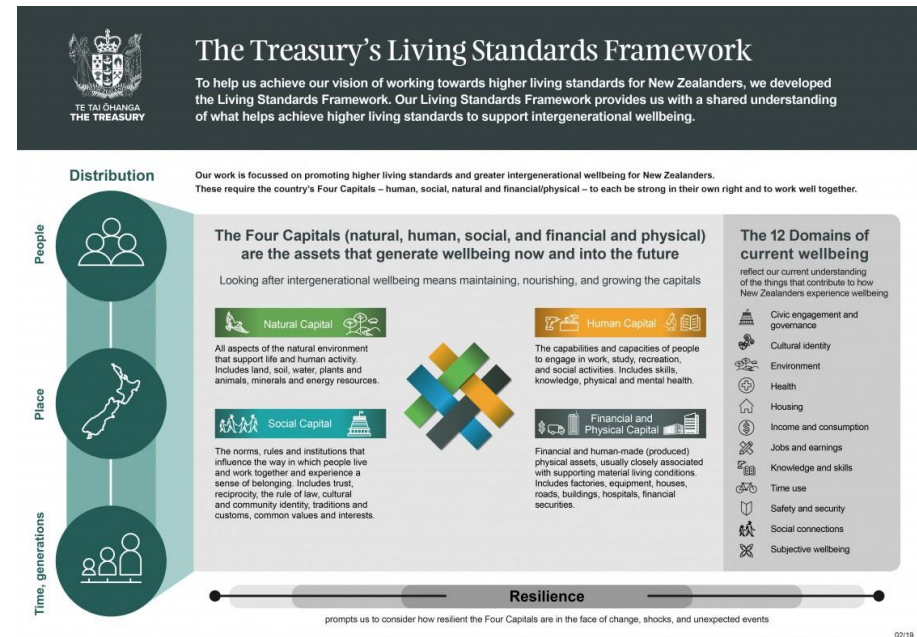 The Treasury's Living Standards Framework
To help us achieve our vision of working towards higher living standards for New Zealanders, we developed
the Living Standards Framework. Our Living Standards Framework provides us with a shared understanding
of what helps achieve higher living standards to support intergenerational wellbeing.
TE TAI ŌHANGA
THE TREASURY
Distribution
People
Place
Time, generations
Our work is focussed on promoting higher living standards and greater intergenerational wellbeing for New Zealanders.
These require the country's Four Capitals – human, social, natural and financial/physical – to each be strong in their own right and to work well together.
The Four Capitals (natural, human, social, and financial and physical)
are the assets that generate wellbeing now and into the future
Looking after intergenerational wellbeing means maintaining, nourishing, and growing the capitals
Natural Capital
All aspects of the natural environment
that support life and human activity.
Includes land, soil, water, plants and
animals, minerals and energy resources.
Human Capital
The capabilities and capacities of people
to engage in work, study, recreation,
and social activities. Includes skills,
knowledge, physical and mental health.
Social Capital
The norms, rules and institutions that
influence the way in which people live
and work together and experience a
sense of belonging. Includes trust,
reciprocity, the rule of law, cultural
and community identity, traditions and
customs, common values and interests.
Financial and
Physical Capital
Financial and human-made (produced)
physical assets, usually closely associated
with supporting material living conditions.
Includes factories, equipment, houses,
roads, buildings, hospitals, financial
securities.
The 12 Domains of
current wellbeing
reflect our current understanding
of the things that contribute to how
New Zealanders experience wellbeing
Civic engagement and
governance
Cultural identity
Environment
Health
Housing
Income and consumption
Jobs and earnings
Knowledge and skills
Time use
Safety and security
Social connections
Subjective wellbeing
Resilience
prompts us to consider how resilient the Four Capitals are in the face of change, shocks, and unexpected events
02/19